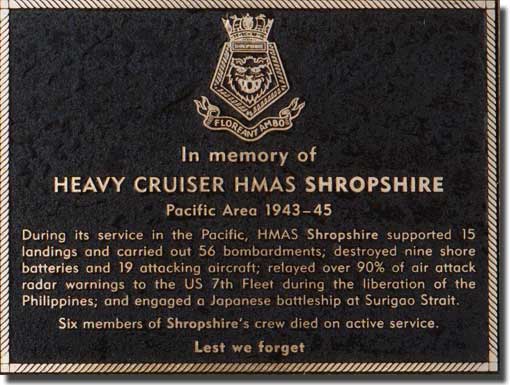 SHROPSHIRE
FLOREANT AMBO
In memory of
HEAVY CRUISER HMAS SHROPSHIRE
Pacific Area 1943–45
During its service in the Pacific, HMAS Shropshire supported 15
landings and carried out 56 bombardments; destroyed nine shore
batteries and 19 attacking aircraft; relayed over 90% of air attack
radar warnings to the US 7th Fleet during the liberation of the
Philippines; and engaged a Japanese battleship at Surigao Strait.
Six members of Shropshire's crew died on active service.
Lest we forget